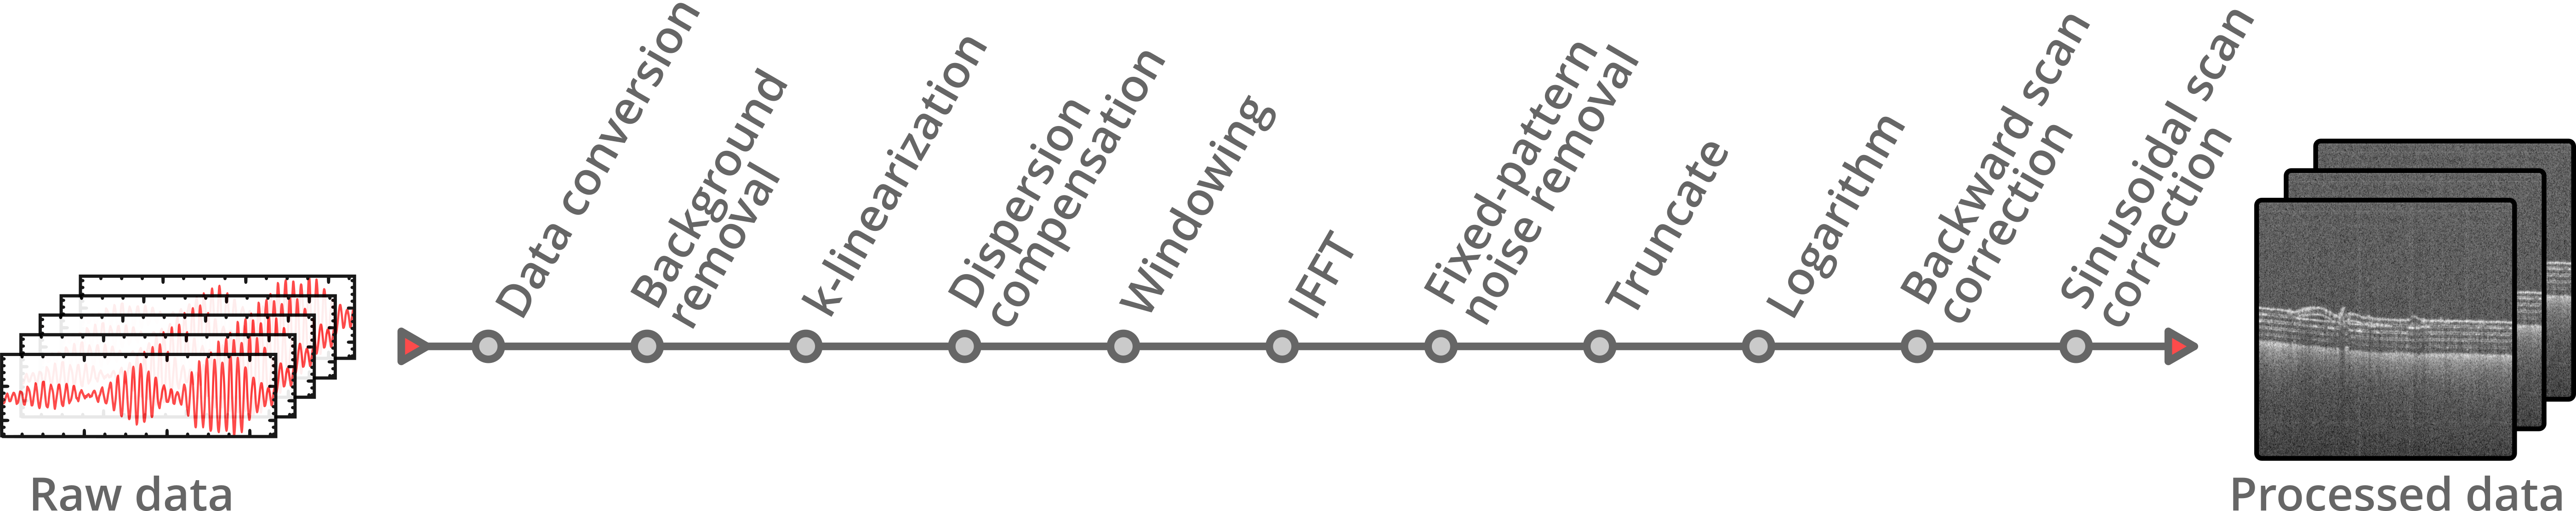 Data conversion
Background
removal
k-linearization
Dispersion
compensation
Windowing
IFFT
Fixed-pattern
noise removal
Truncate
Logarithm
Backward scan
correction
Sinusoidal scan
correction
Raw data
Processed data